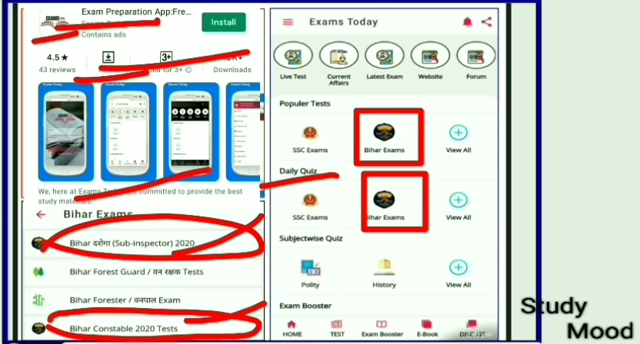 Exam Preparation App:Fre...
Install
Contains ads
4.5★
3+
43 reviews
for 3+
Downloads
We, here at Exams committed to provide the best
study materials
Bihar Exams
Bihar दरोगा (Sub-inspector) 2020
Bihar Forest Guard / वन रक्षक Tests
Bihar Forester / वनपाल Exam
Bihar Constable 2020 Tests
Exams Today
Live Test
Current Affairs
Latest Exam
Website
Forum
Populer Tests
SSC Exams
Bihar Exams
View All
Daily Quiz
SSC Exams
Bihar Exams
View All
Subjectwise Quiz
Polity
History
View All
Exam Booster
HOME
TEST
Exam Booster
E-Book
Study
Mood